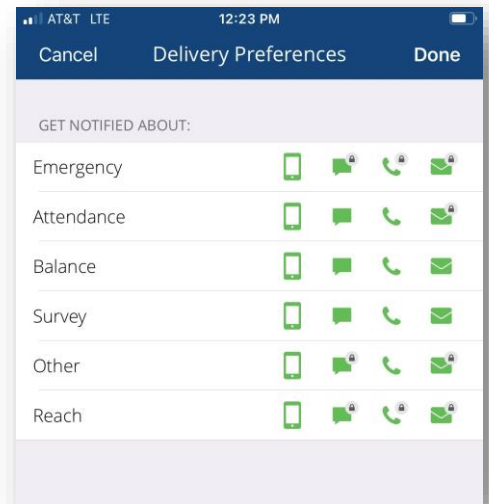 AT&T LTE 12:23 PM
Cancel Delivery Preferences Done
GET NOTIFIED ABOUT:
Emergency
Attendance
Balance
Survey
Other
Reach